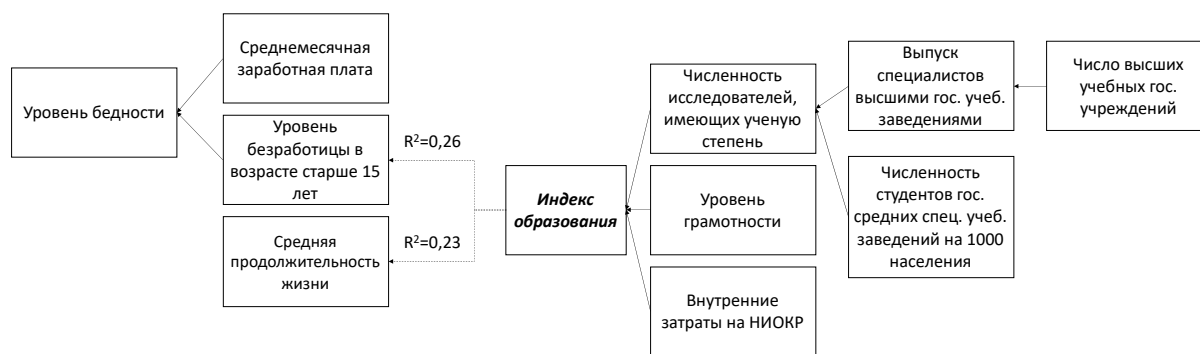 Уровень бедности
Среднемесячная
заработная плата
Уровень
безработицы в
возрасте старше 15
лет
Средняя
продолжительность
жизни
R²=0,26
R²=0,23
Индекс
образования
Численность
исследователей,
имеющих ученую
степень
Уровень
грамотности
Внутренние
затраты на НИОКР
Выпуск
специалистов
высшими гос. учеб.
заведениями
Численность
студентов гос.
средних спец. учеб.
заведений на 1000
населения
Число высших
учебных гос.
учреждений